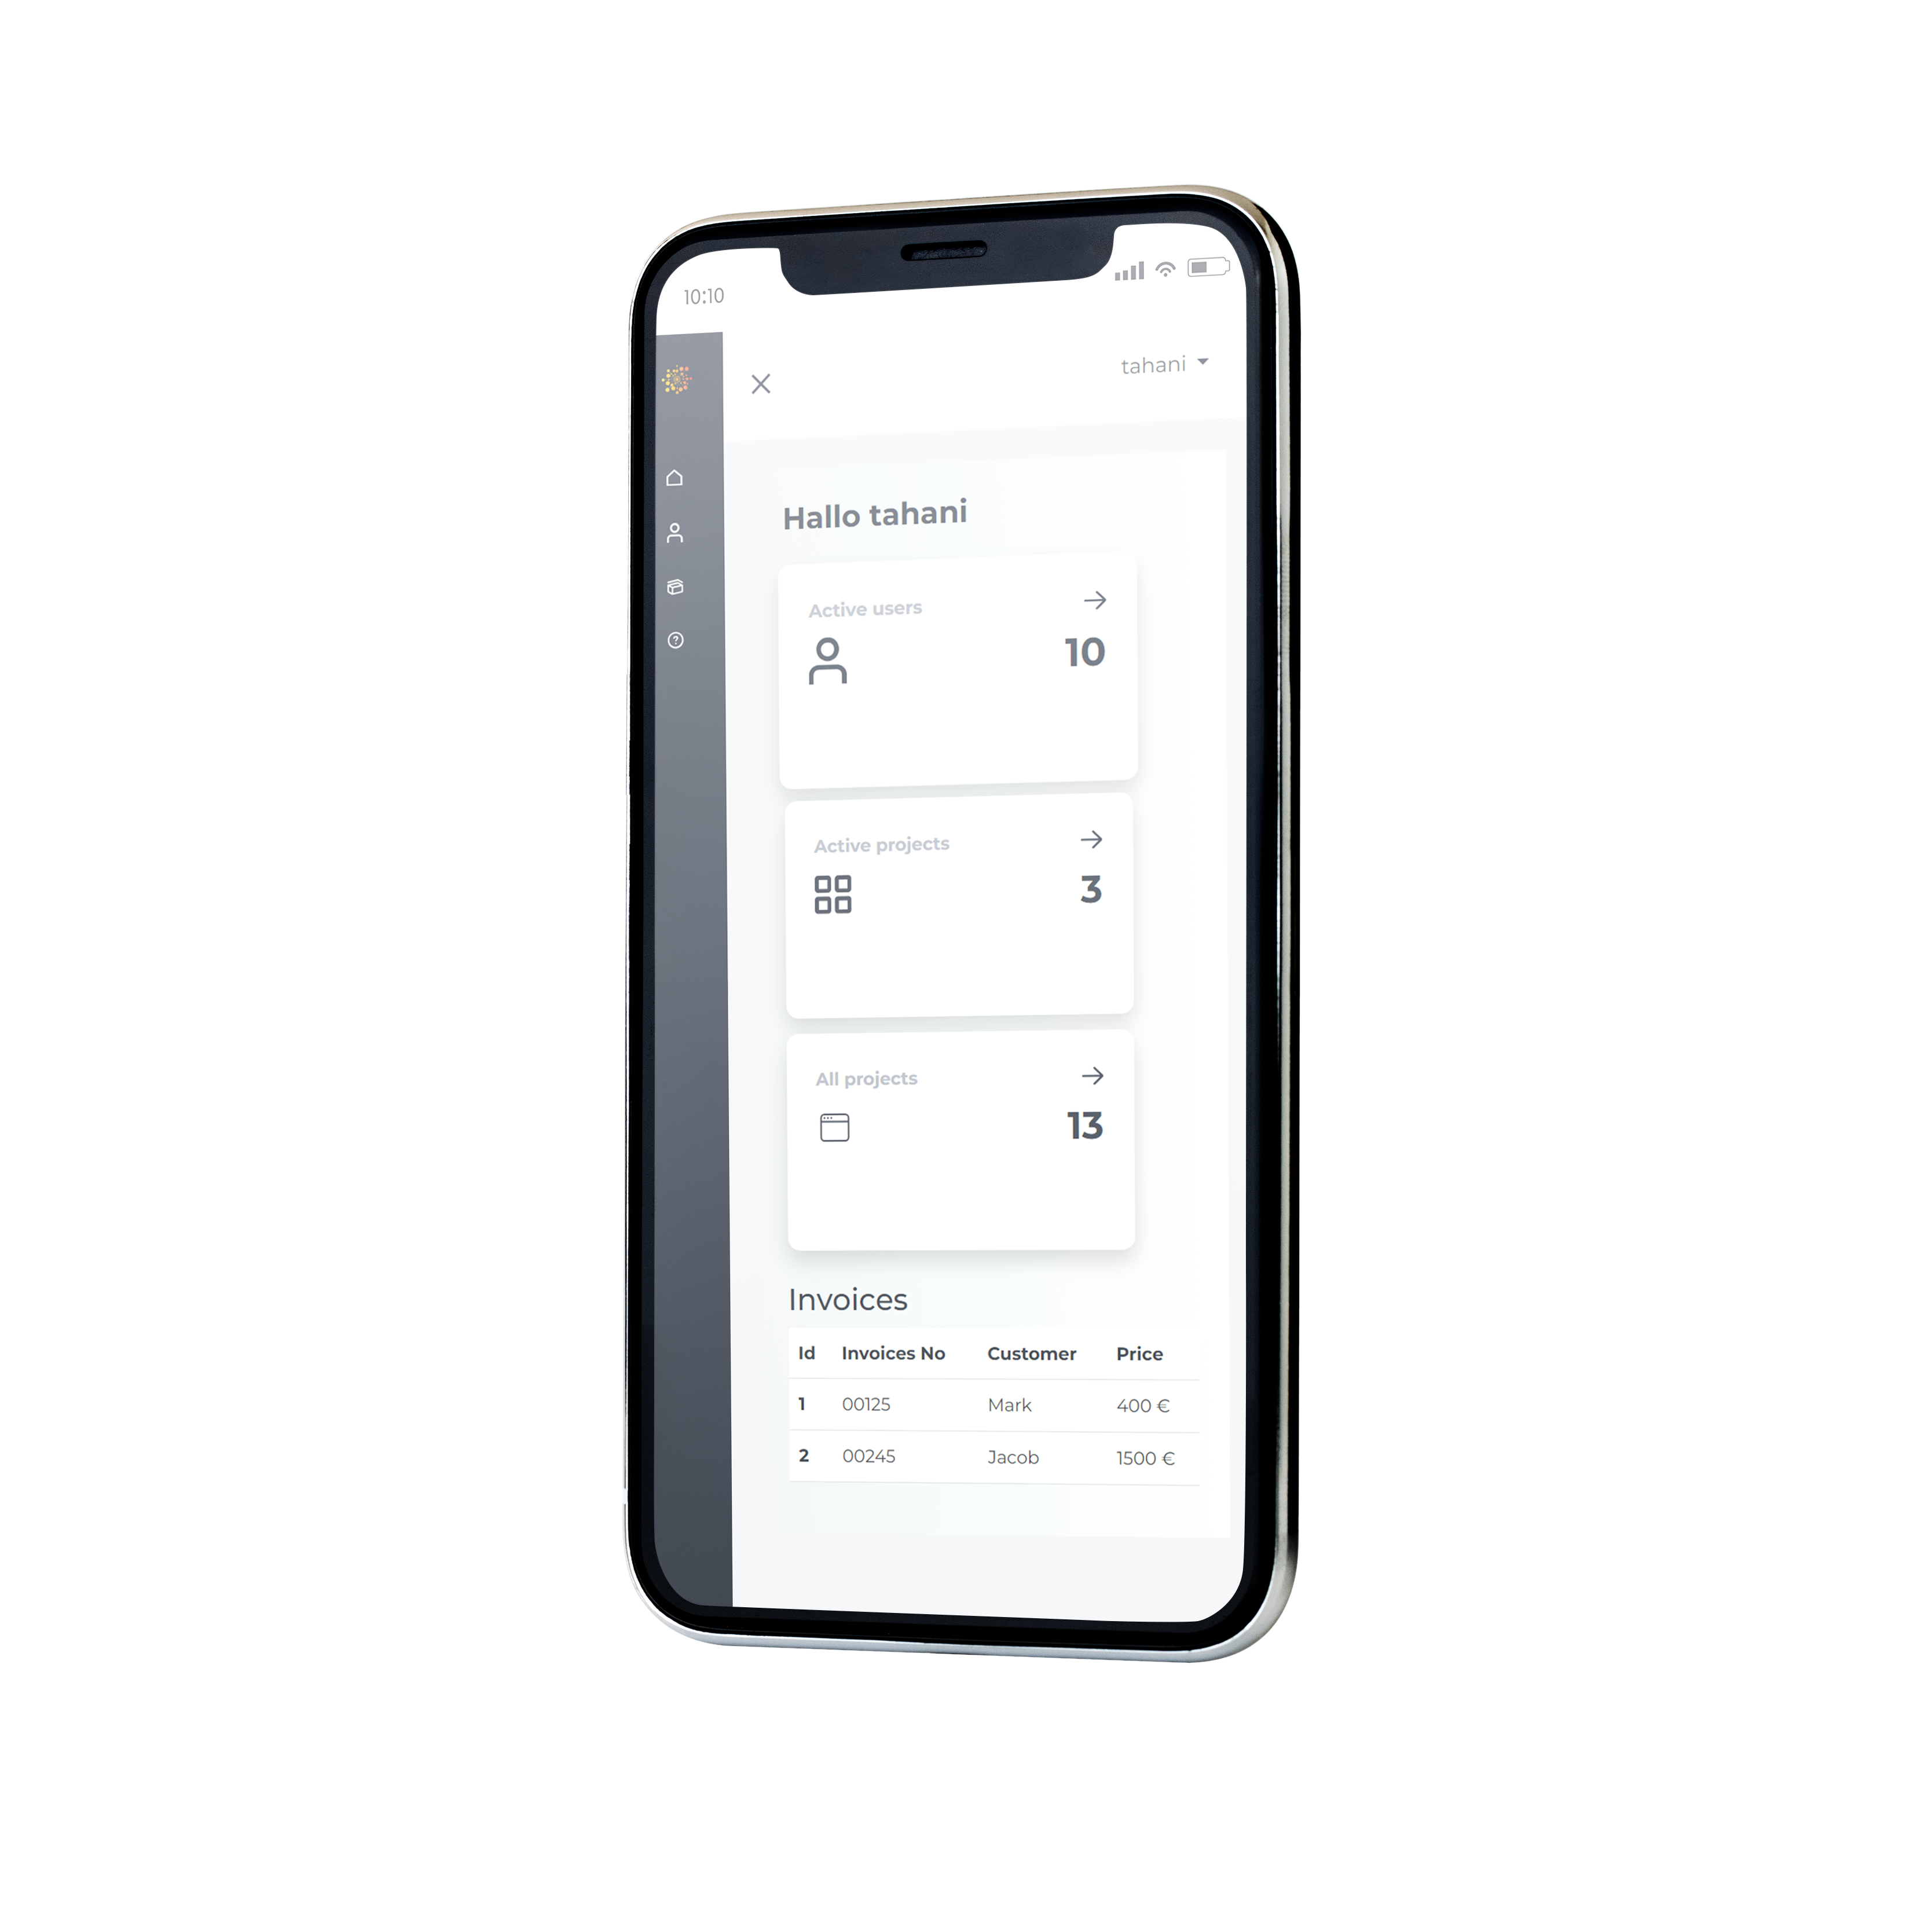 10:10
tahani
Hallo tahani
Active users
10
Active projects
3
All projects
13
Invoices
Id Invoices No Customer Price
1 00125 Mark 400 €
2 00245 Jacob 1500 €